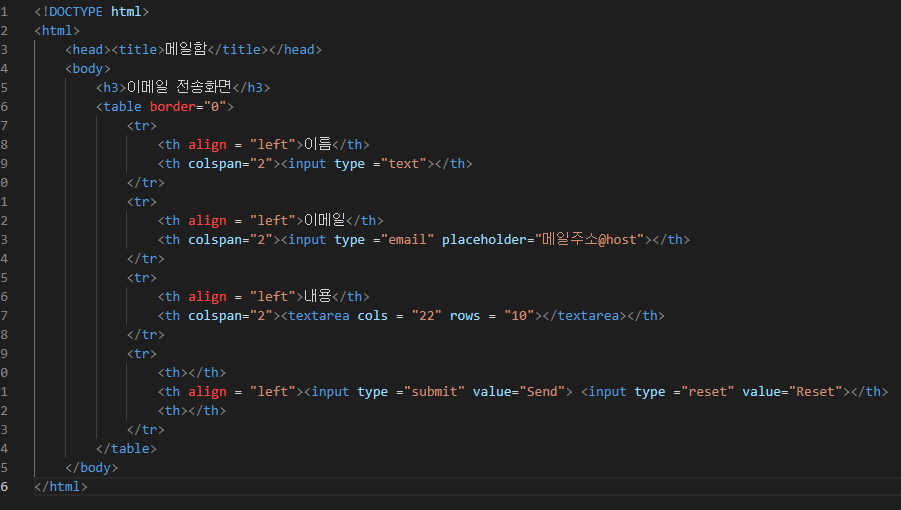 1 <!DOCTYPE html>
2 <html>
3     <head><title>메일함</title></head>
4     <body>
5         <h3>이메일 전송화면</h3>
6         <table border="0">
7             <tr>
8                 <th align = "left">이름</th>
9                 <th colspan="2"><input type ="text"></th>
0             </tr>
1             <tr>
2                 <th align = "left">이메일</th>
3                 <th colspan="2"><input type ="email" placeholder="메일주소@host"></th>
4             </tr>
5             <tr>
6                 <th align = "left">내용</th>
7                 <th colspan="2"><textarea cols = "22" rows = "10"></textarea></th>
8             </tr>
9             <tr>
0                 <th></th>
1                 <th align = "left"><input type ="submit" value="Send"> <input type ="reset" value="Reset"></th>
2                 <th></th>
3             </tr>
4         </table>
5     </body>
6 </html>